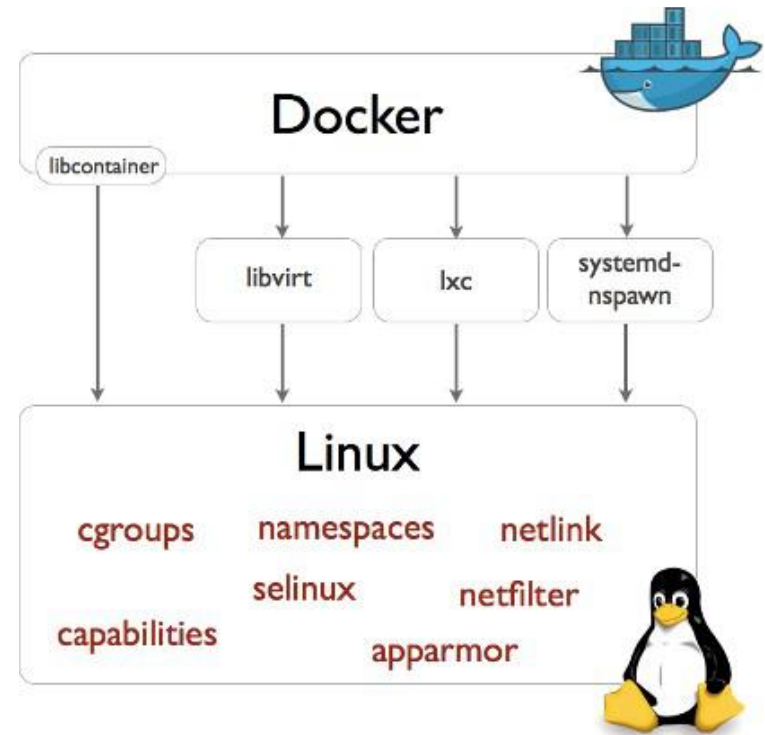 Docker
libcontainer
libvirt
lxc
systemd-
nspawn
Linux
cgroups
namespaces
netlink
selinux
netfilter
capabilities
apparmor